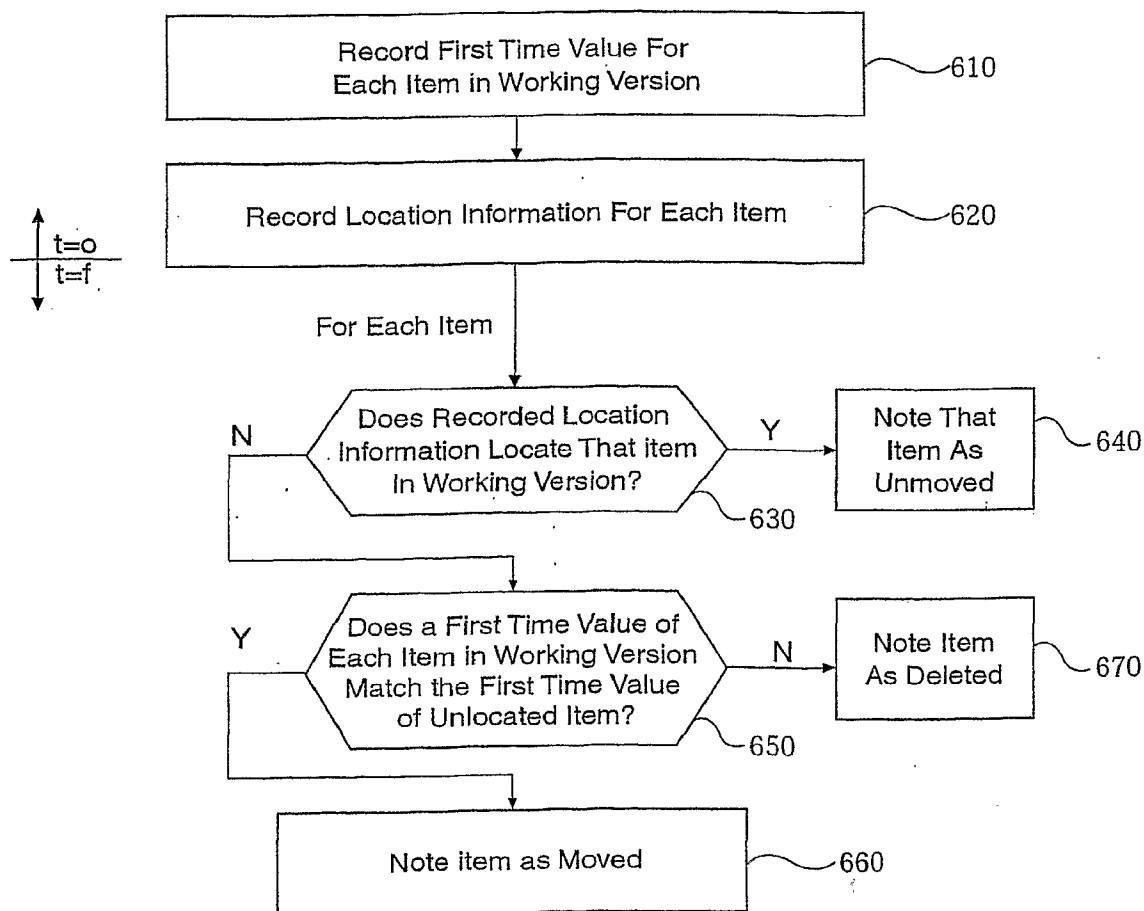 Record First Time Value For
Each Item in Working Version
610
Record Location Information For Each Item
620
t=o
t=f
For Each Item
Does Recorded Location
Information Locate That item
In Working Version?
N
Y
630
Note That
Item As
Unmoved
640
Does a First Time Value of
Each Item in Working Version
Match the First Time Value
of Unlocated Item?
Y
N
650
Note Item
As Deleted
670
Note item as Moved
660